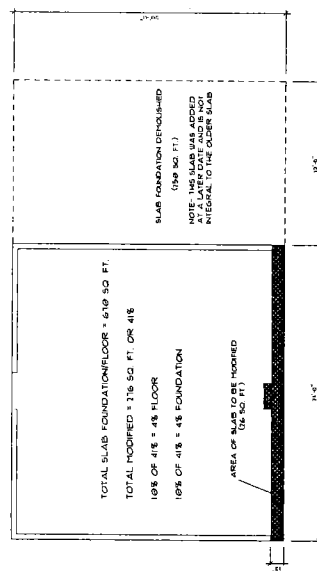 SLAB FOUNDATION DEMOLISHED
(250 SQ. FT.)
NOTE- THIS SLAB WAS ADDED
AT A LATER DATE AND IS NOT
INTEGRAL TO THE OLDER SLAB
TOTAL SLAB FOUNDATION/FLOOR = 670 SQ FT.
TOTAL MODIFIED = 276 SQ. FT. OR 41%
10% OF 41% = 4% FLOOR
10% OF 41% = 4% FOUNDATION
AREA OF SLAB TO BE MODIFIED
(26 SQ. FT)